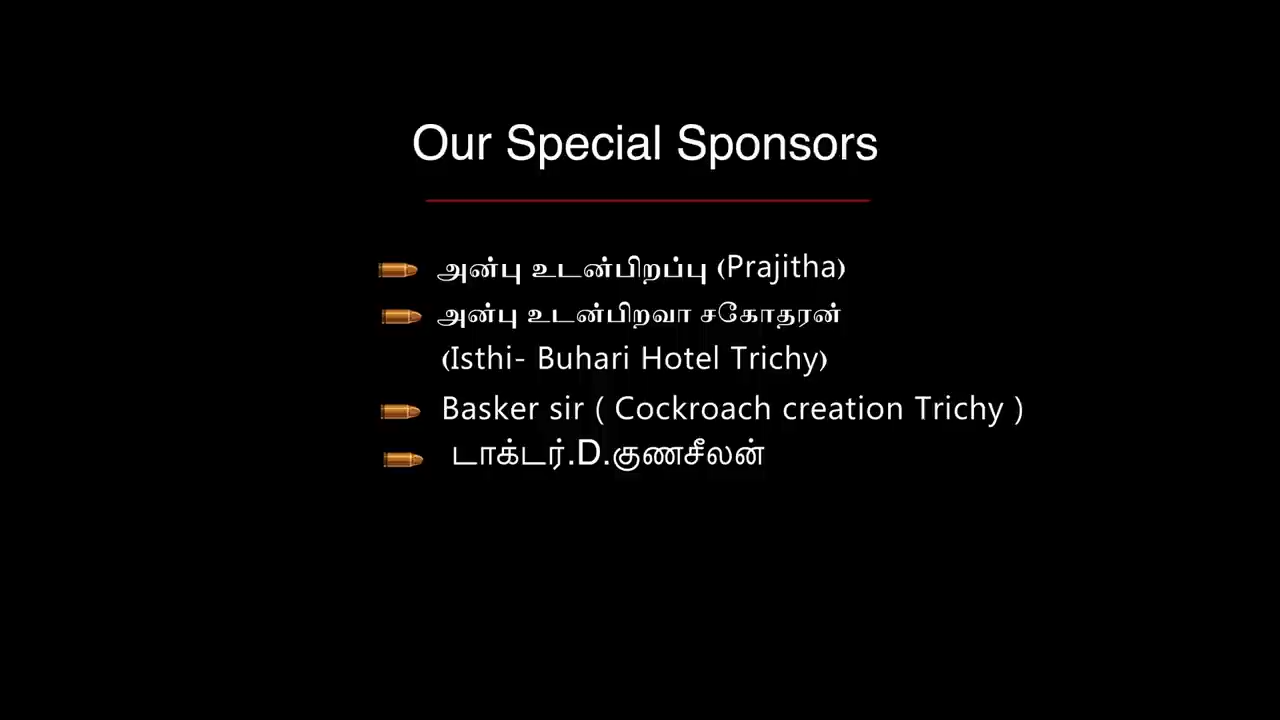 Our Special Sponsors
அன்பு உடன்பிறப்பு (Prajitha)
அன்பு உடன்பிறவா சகோதரன்
(Isthi- Buhari Hotel Trichy)
Basker sir ( Cockroach creation Trichy )
டாக்டர்.D.குணசீலன்